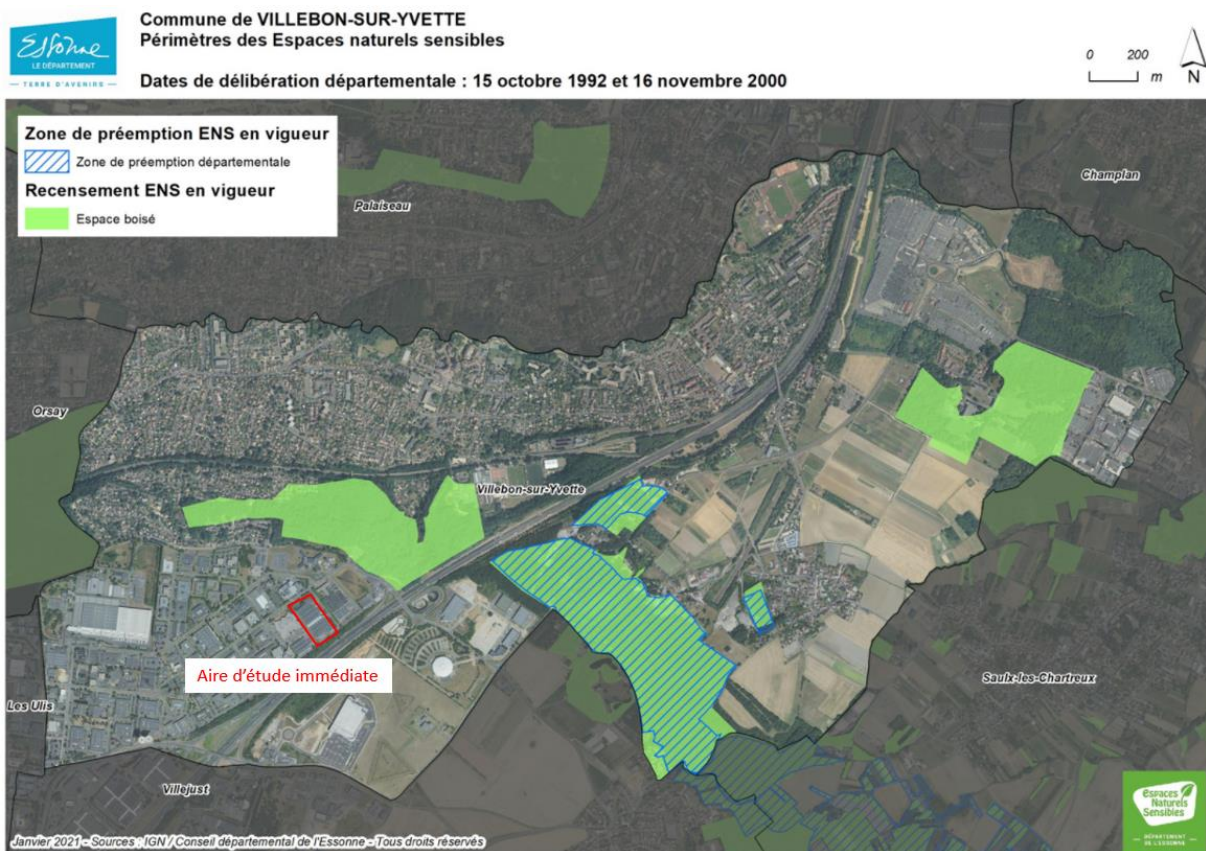 Essonne
LE DÉPARTEMENT
TERRE D'AVENIRS
Commune de VILLEBON-SUR-YVETTE
Périmètres des Espaces naturels sensibles
Dates de délibération départementale : 15 octobre 1992 et 16 novembre 2000
0 200
m
N
Zone de préemption ENS en vigueur
Zone de préemption départementale
Recensement ENS en vigueur
Espace boisé
Champlan
Palaiseau
Orsay
Villebon-sur-Yvette
Aire d'étude immédiate
Saulx-les-Chartreux
Les Ulis
Villejust
Espaces
Naturels
Sensibles
DÉPARTEMENT
DE L'ESSONNE
Janvier 2021 - Sources : IGN / Conseil départemental de l'Essonne - Tous droits réservés